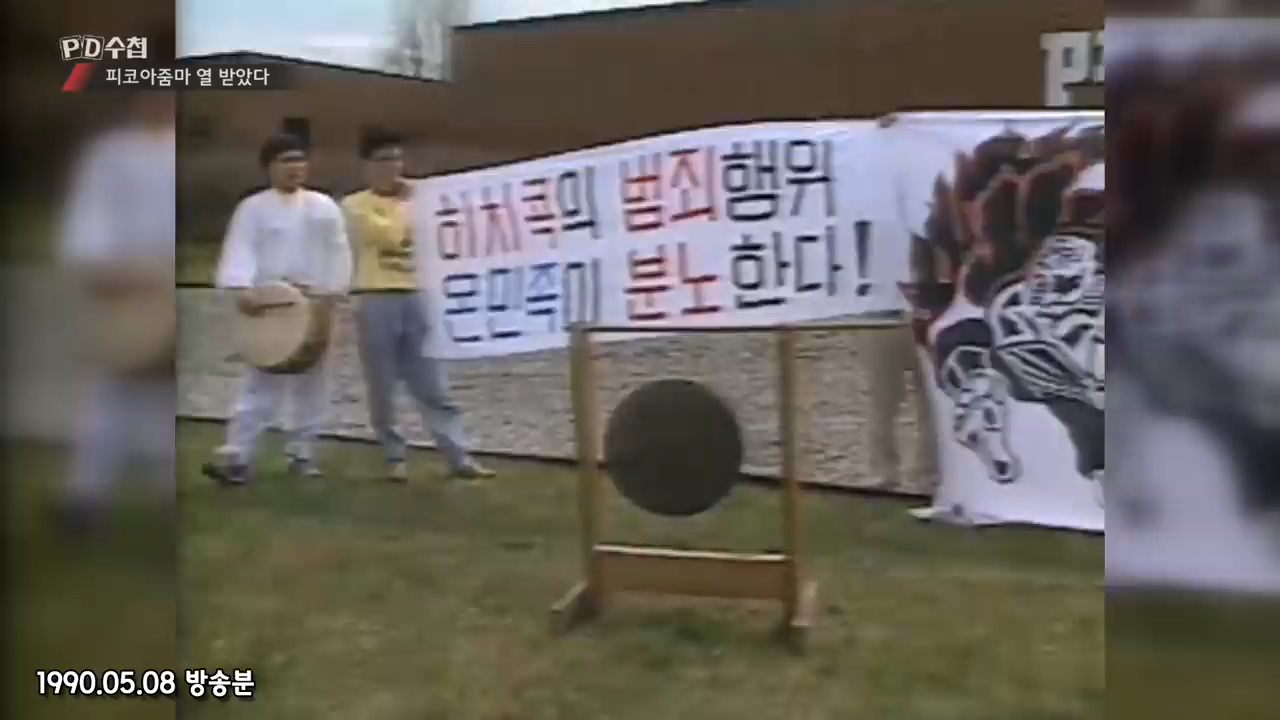 PD수첩
피코아줌마 열 받았다
히치콕의 범죄행위
온민족이 분노한다!
1990.05.08 방송분